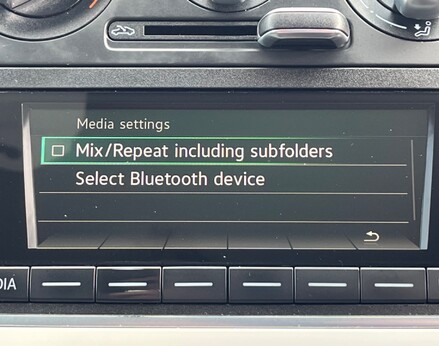 Media settings
Mix/Repeat including subfolders
Select Bluetooth device